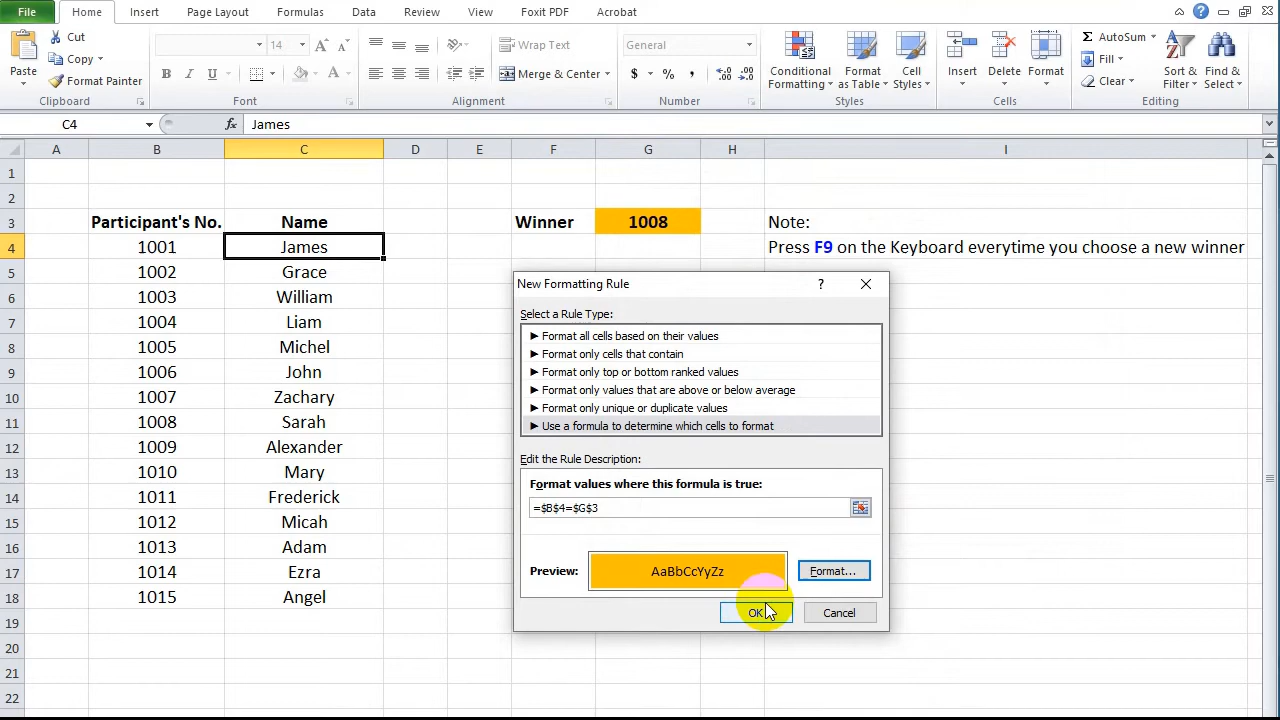 File Home Insert Page Layout Formulas Data Review View Foxit PDF Acrobat
Paste Cut Copy Format Painter
14
Wrap Text
Merge & Center
General
$ % ,
Conditional Formatting
Format as Table
Cell Styles
Insert Delete Format
AutoSum Fill Clear
Sort & Filter
Find & Select
Clipboard Font Alignment Number Styles Cells Editing
C4 fx James
A B C D E F G H I
1
2
3 Participant's No. Name Winner 1008 Note:
4 1001 James Press F9 on the Keyboard everytime you choose a new winner
5 1002 Grace
6 1003 William
7 1004 Liam
8 1005 Michel
9 1006 John
10 1007 Zachary
11 1008 Sarah
12 1009 Alexander
13 1010 Mary
14 1011 Frederick
15 1012 Micah
16 1013 Adam
17 1014 Ezra
18 1015 Angel
19
20
21
22
New Formatting Rule
Select a Rule Type:
► Format all cells based on their values
► Format only cells that contain
► Format only top or bottom ranked values
► Format only values that are above or below average
► Format only unique or duplicate values
► Use a formula to determine which cells to format
Edit the Rule Description:
Format values where this formula is true:
=$B$4=$G$3
Preview: AaBbCcYyZz Format...
OK Cancel